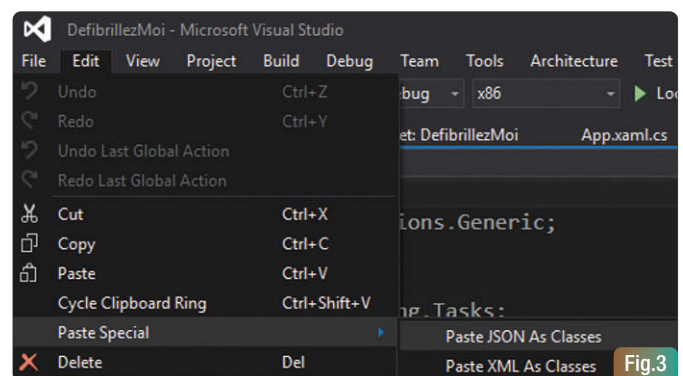 DefibrillezMoi - Microsoft Visual Studio
File Edit View Project Build Debug Team Tools Architecture Test
Undo Ctrl+Z
bug x86 Lo
Redo Ctrl+Y
et: DefibrillezMoi App.xaml.cs
Undo Last Global Action
Redo Last Global Action
Cut Ctrl+X
ions.Generic;
Copy Ctrl+C
Paste Ctrl+V
Cycle Clipboard Ring Ctrl+Shift+V
ng.Tasks;
Paste Special
Paste JSON As Classes
Delete Del
Paste XML As Classes
Fig.3